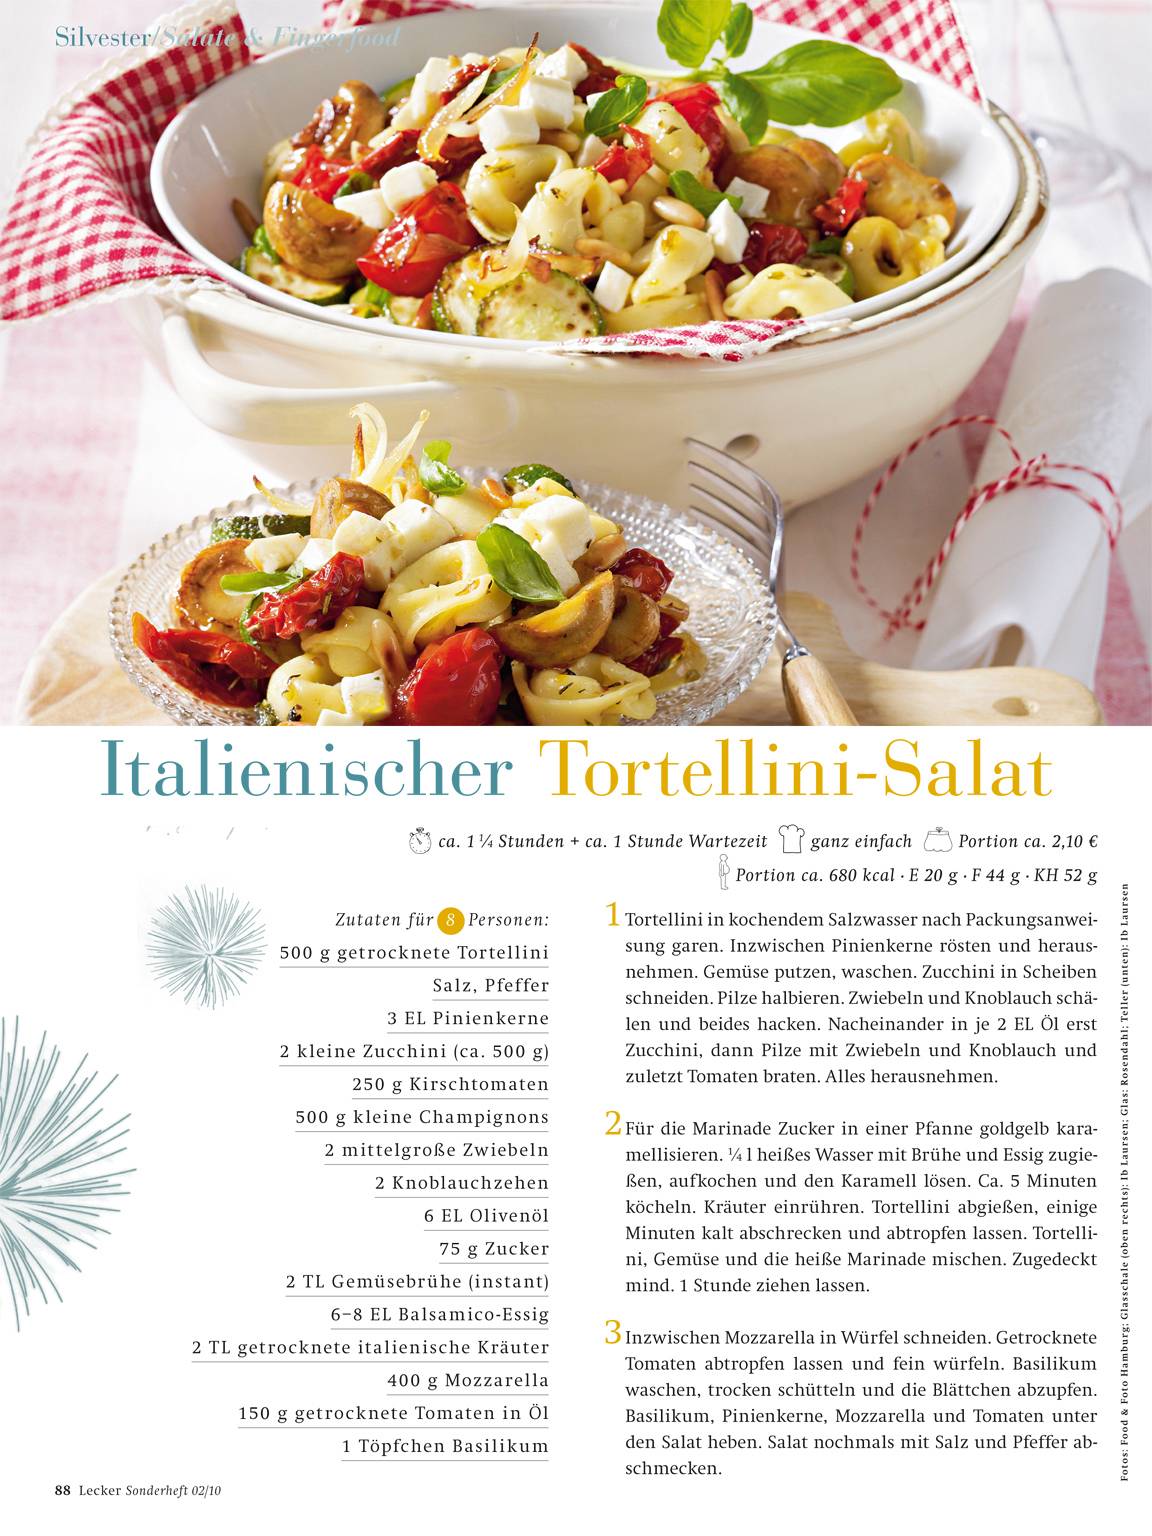 Silvester/Salate & Fingerfood
Italienischer Tortellini-Salat
ca. 1 ¼ Stunden + ca. 1 Stunde Wartezeit ganz einfach Portion ca. 2,10 €
Portion ca. 680 kcal · E 20 g · F 44 g · KH 52 g
Zutaten für 8 Personen:
500 g getrocknete Tortellini
Salz, Pfeffer
3 EL Pinienkerne
2 kleine Zucchini (ca. 500 g)
250 g Kirschtomaten
500 g kleine Champignons
2 mittelgroße Zwiebeln
2 Knoblauchzehen
6 EL Olivenöl
75 g Zucker
2 TL Gemüsebrühe (instant)
6–8 EL Balsamico-Essig
2 TL getrocknete italienische Kräuter
400 g Mozzarella
150 g getrocknete Tomaten in Öl
1 Töpfchen Basilikum
1 Tortellini in kochendem Salzwasser nach Packungsanwei-
sung garen. Inzwischen Pinienkerne rösten und heraus-
nehmen. Gemüse putzen, waschen. Zucchini in Scheiben
schneiden. Pilze halbieren. Zwiebeln und Knoblauch schä-
len und beides hacken. Nacheinander in je 2 EL Öl erst
Zucchini, dann Pilze mit Zwiebeln und Knoblauch und
zuletzt Tomaten braten. Alles herausnehmen.
2 Für die Marinade Zucker in einer Pfanne goldgelb kara-
mellisieren. ¼ l heißes Wasser mit Brühe und Essig zugie-
ßen, aufkochen und den Karamell lösen. Ca. 5 Minuten
köcheln. Kräuter einrühren. Tortellini abgießen, einige
Minuten kalt abschrecken und abtropfen lassen. Tortelli-
ni, Gemüse und die heiße Marinade mischen. Zugedeckt
mind. 1 Stunde ziehen lassen.
3 Inzwischen Mozzarella in Würfel schneiden. Getrocknete
Tomaten abtropfen lassen und fein würfeln. Basilikum
waschen, trocken schütteln und die Blättchen abzupfen.
Basilikum, Pinienkerne, Mozzarella und Tomaten unter
den Salat heben. Salat nochmals mit Salz und Pfeffer ab-
schmecken.
Fotos: Food & Foto Hamburg; Glasschale (oben rechts): Ib Laursen; Glas: Rosendahl; Teller (unten): Ib Laursen
88 Lecker Sonderheft 02/10